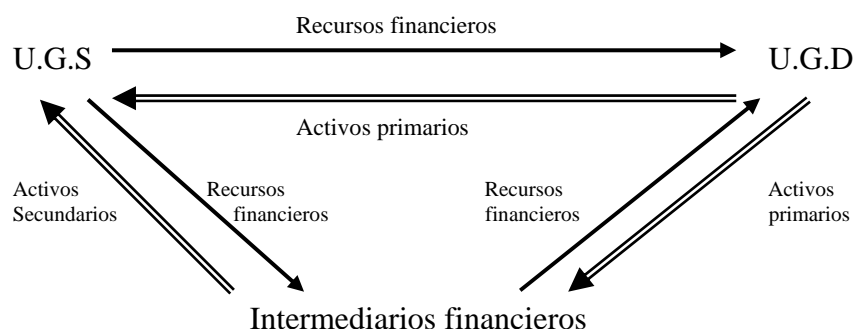 Recursos financieros
U.G.S
U.G.D
Activos primarios
Activos
Secundarios
Recursos
financieros
Recursos
financieros
Activos
primarios
Intermediarios financieros